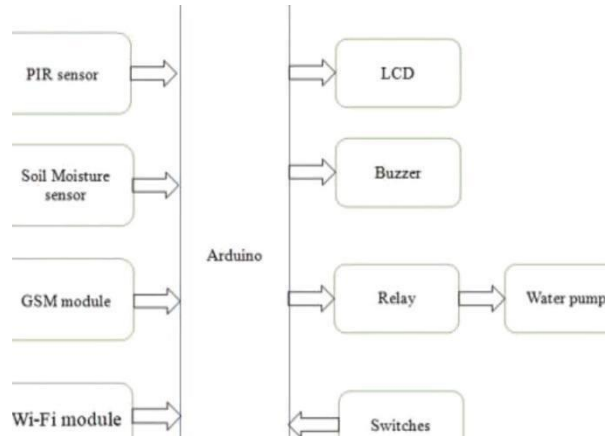 PIR sensor
LCD
Soil Moisture
sensor
Buzzer
Arduino
GSM module
Relay
Water pump
Wi-Fi module
Switches